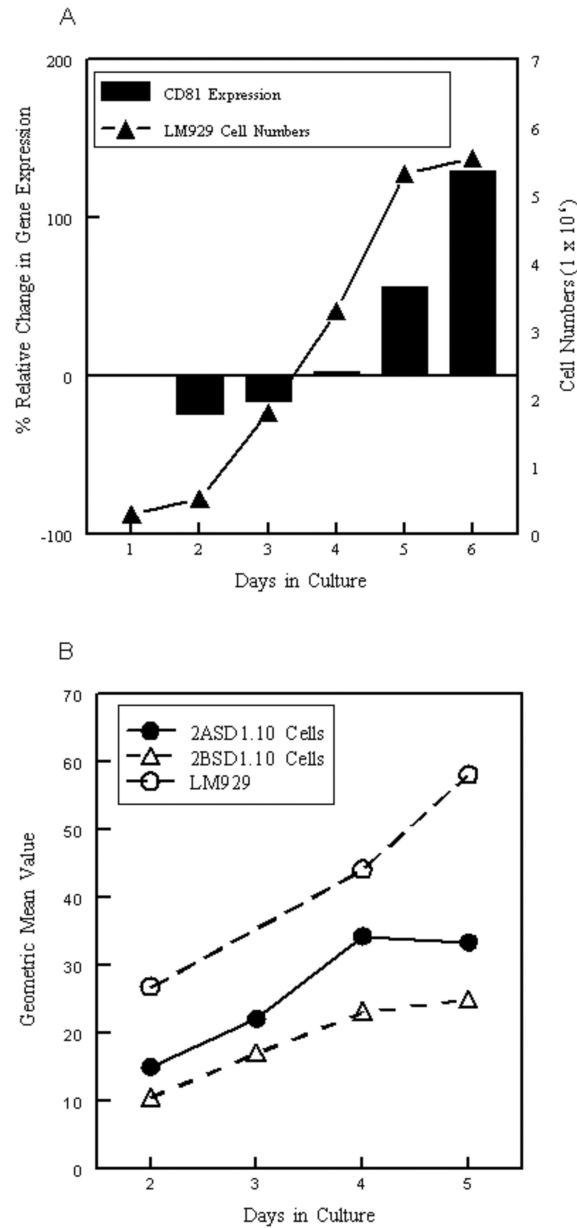 A
200
100
0
-100
% Relative Change in Gene Expression
CD81 Expression
LM929 Cell Numbers
7
6
5
4
3
2
1
0
Cell Numbers (1 x
1 2 3 4 5 6
Days in Culture
B
70
60
50
40
30
20
10
0
Geometric Mean Value
2ASD1.10 Cells
2BSD1.10 Cells
LM929
2 3 4 5
Days in Culture